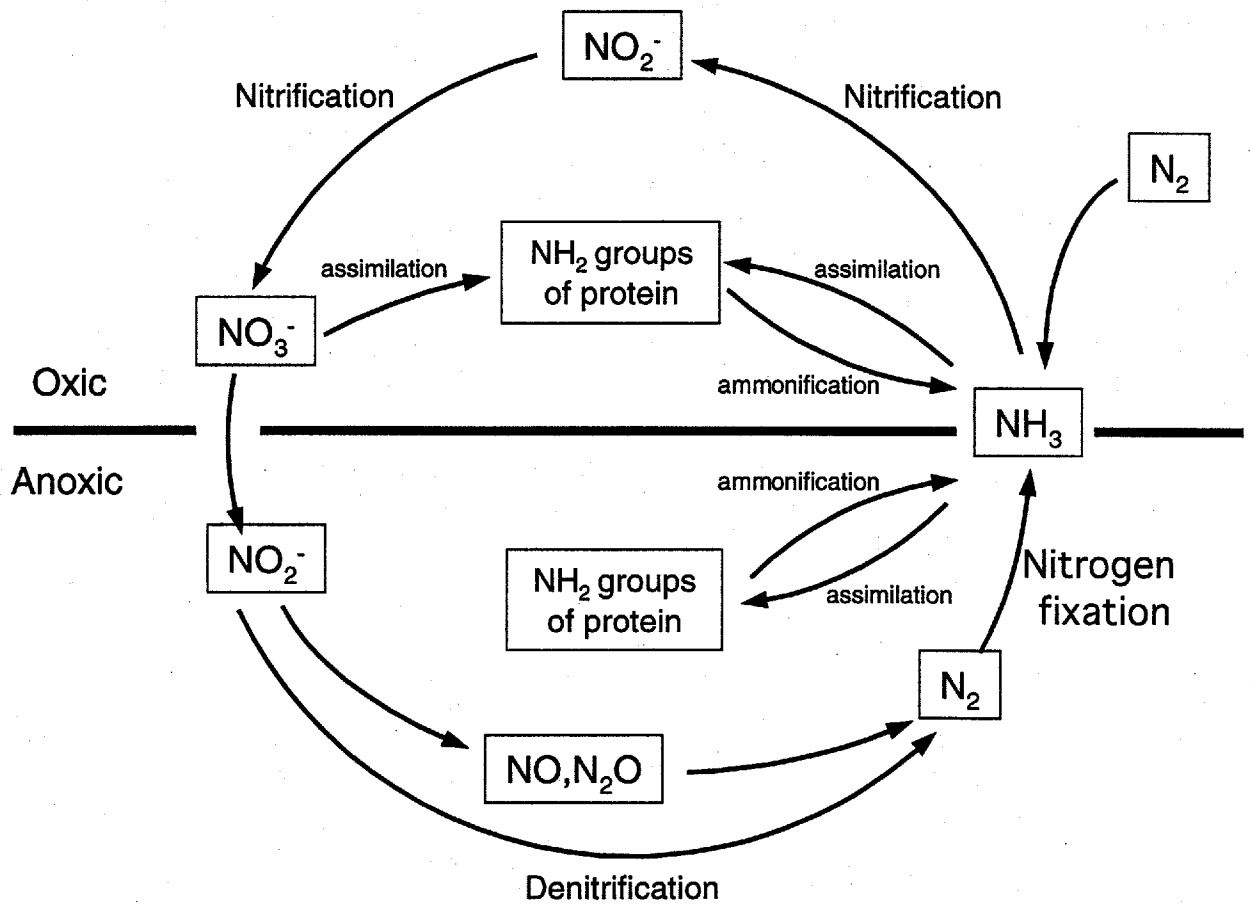 NO₂⁻
Nitrification
Nitrification
N₂
NH₂ groups
of protein
assimilation
assimilation
NO₃⁻
ammonification
Oxic
NH₃
Anoxic
ammonification
NO₂⁻
NH₂ groups
of protein
assimilation
Nitrogen
fixation
N₂
NO,N₂O
Denitrification